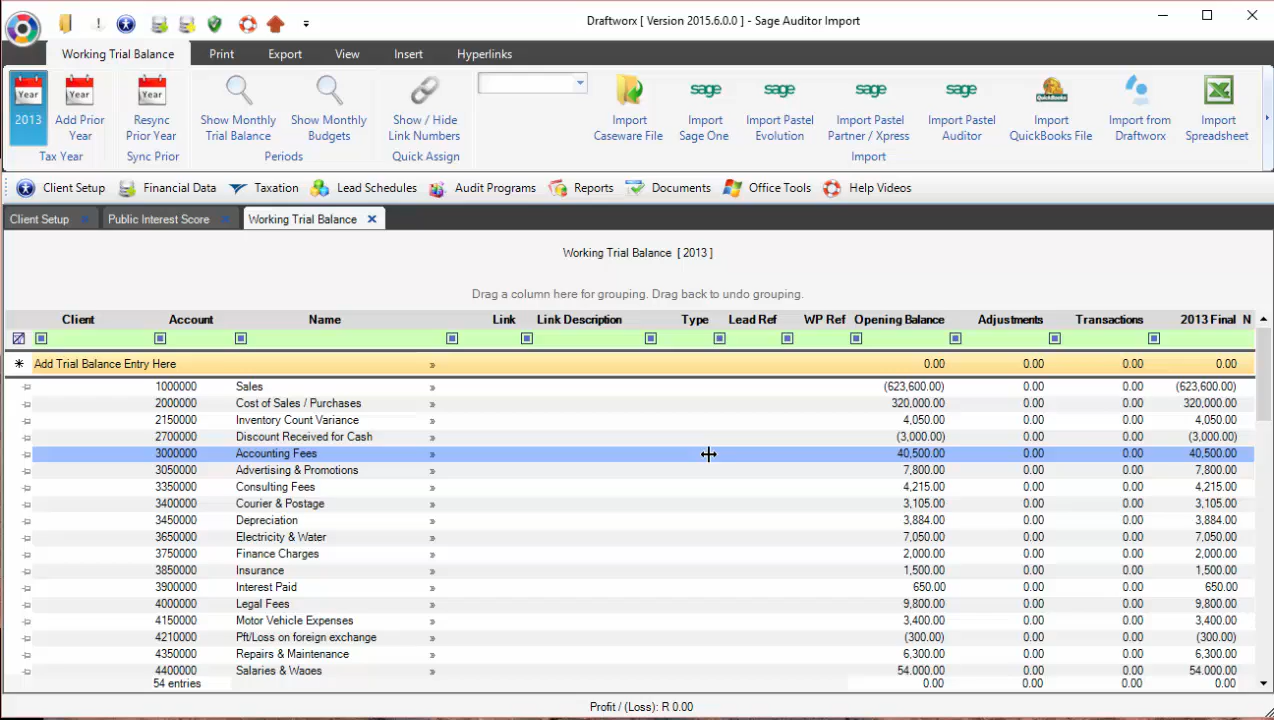 Draftworx [ Version 2015.6.0.0 ] - Sage Auditor Import
Working Trial Balance Print Export View Insert Hyperlinks
Year Year Year sage sage sage sage
2013 Add Prior Year Resync Prior Year Show Monthly Trial Balance Show Monthly Budgets Show / Hide Link Numbers Import Caseware File Import Sage One Import Pastel Evolution Import Pastel Partner / Xpress Import Pastel Auditor Import QuickBooks File Import from Draftworx Import Spreadsheet
Tax Year Sync Prior Periods Quick Assign Import
Client Setup Financial Data Taxation Lead Schedules Audit Programs Reports Documents Office Tools Help Videos
Client Setup Public Interest Score Working Trial Balance
Working Trial Balance [ 2013 ]
Drag a column here for grouping. Drag back to undo grouping.
Client Account Name Link Link Description Type Lead Ref WP Ref Opening Balance Adjustments Transactions 2013 Final N
Add Trial Balance Entry Here » 0.00 0.00 0.00 0.00
1000000 Sales » (623,600.00) 0.00 0.00 (623,600.00)
2000000 Cost of Sales / Purchases » 320,000.00 0.00 0.00 320,000.00
2150000 Inventory Count Variance » 4,050.00 0.00 0.00 4,050.00
2700000 Discount Received for Cash » (3,000.00) 0.00 0.00 (3,000.00)
3000000 Accounting Fees » 40,500.00 0.00 0.00 40,500.00
3050000 Advertising & Promotions » 7,800.00 0.00 0.00 7,800.00
3350000 Consulting Fees » 4,215.00 0.00 0.00 4,215.00
3400000 Courier & Postage » 3,105.00 0.00 0.00 3,105.00
3450000 Depreciation » 3,884.00 0.00 0.00 3,884.00
3650000 Electricity & Water » 7,050.00 0.00 0.00 7,050.00
3750000 Finance Charges » 2,000.00 0.00 0.00 2,000.00
3850000 Insurance » 1,500.00 0.00 0.00 1,500.00
3900000 Interest Paid » 650.00 0.00 0.00 650.00
4000000 Legal Fees » 9,800.00 0.00 0.00 9,800.00
4150000 Motor Vehicle Expenses » 3,400.00 0.00 0.00 3,400.00
4210000 Pft/Loss on foreign exchange » (300.00) 0.00 0.00 (300.00)
4350000 Repairs & Maintenance » 6,300.00 0.00 0.00 6,300.00
4400000 Salaries & Wages » 54,000.00 0.00 0.00 54,000.00
54 entries 0.00 0.00 0.00 0.00
Profit / (Loss): R 0.00